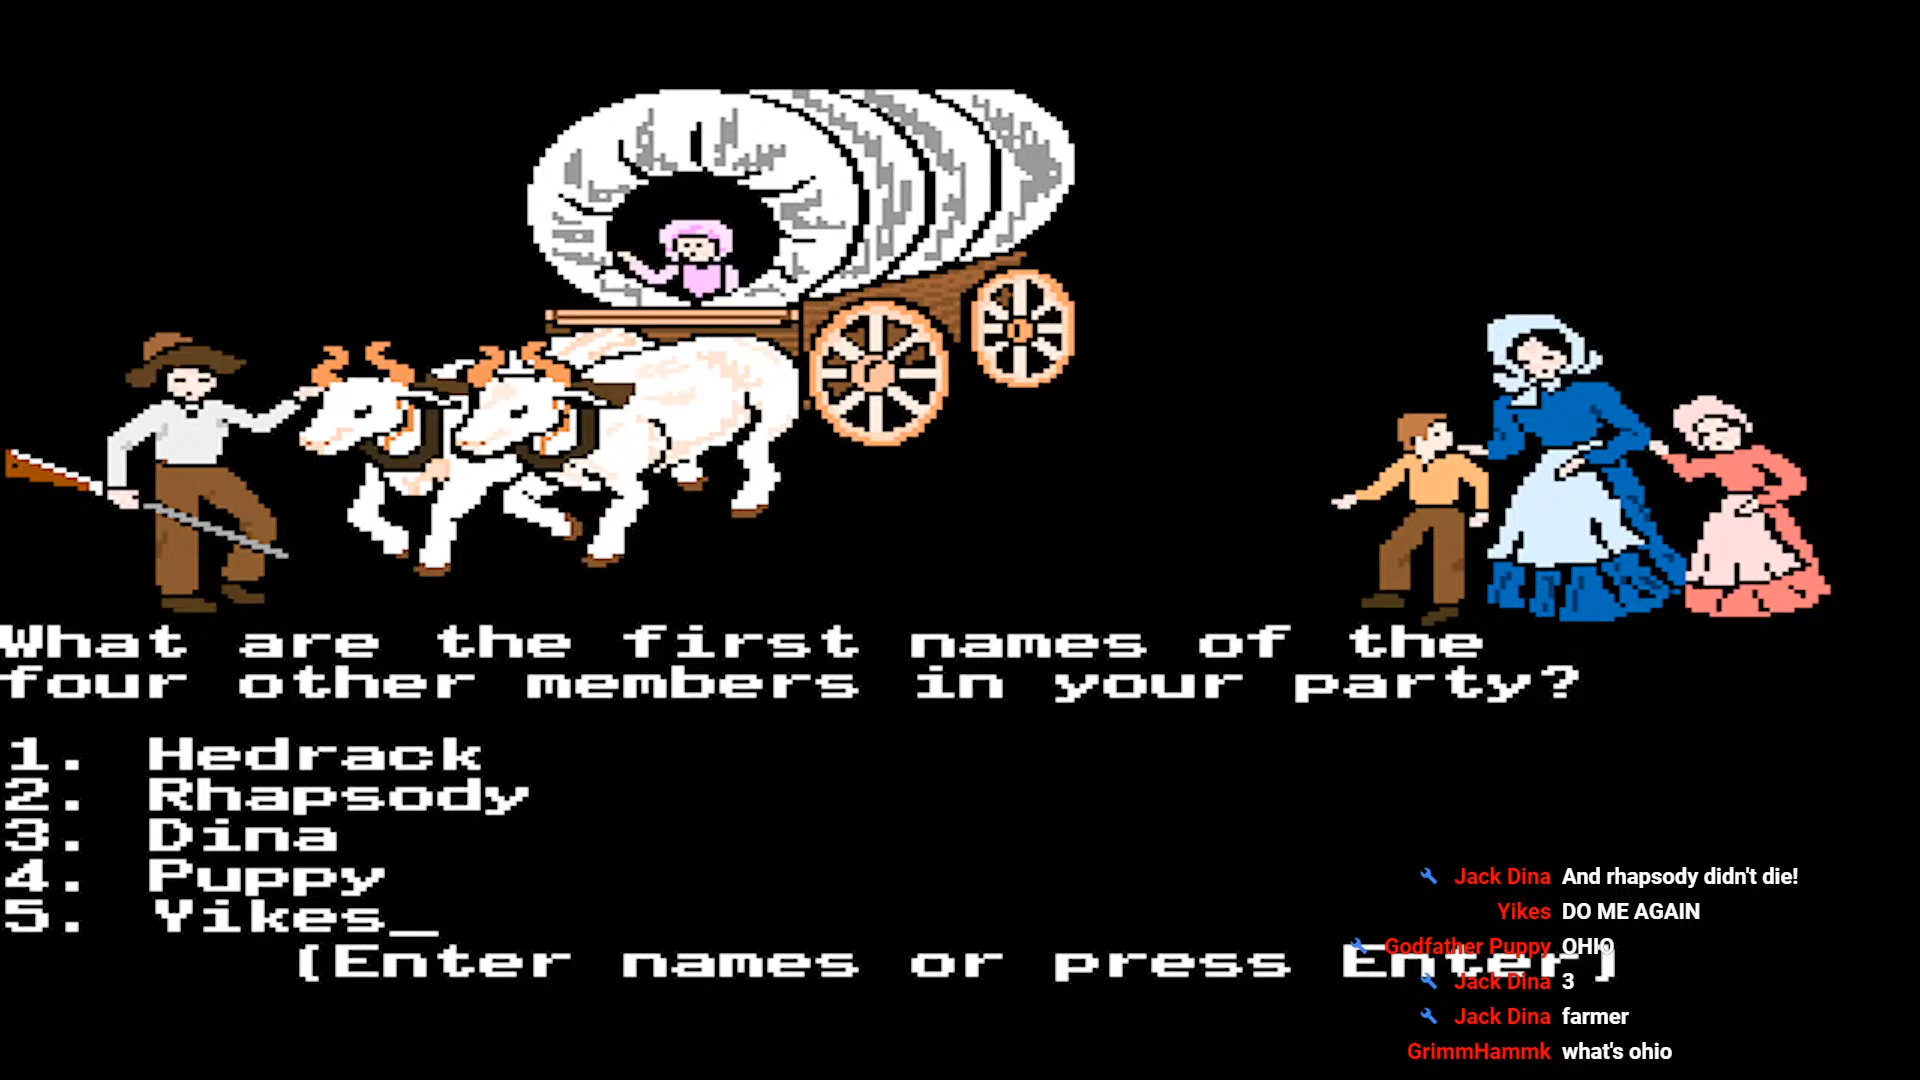 What are the first names of the
four other members in your party?
1. Hedrack
2. Rhapsody
3. Dina
4. Puppy
5. Yikes_
(Enter names or press Enter)
Jack Dina And rhapsody didn't die!
Yikes DO ME AGAIN
Godfather Puppy OHIO
Jack Dina 3
Jack Dina farmer
GrimmHammk what's ohio